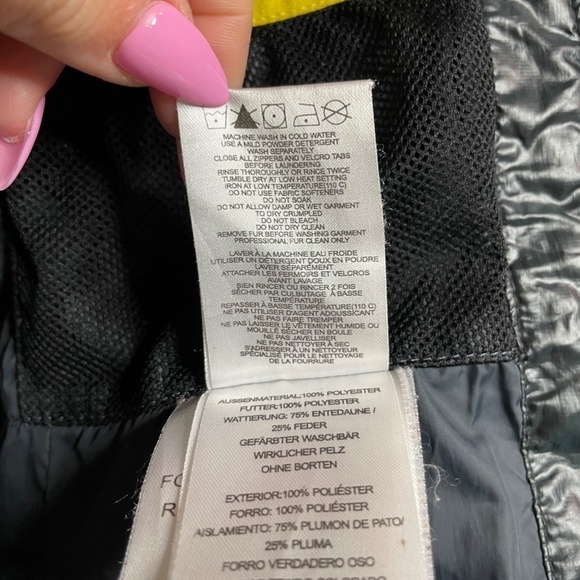 MACHINE WASH IN COLD WATER
USE A MILD POWDER DETERGENT
WASH SEPARATELY
CLOSE ALL ZIPPERS AND VELCRO TABS
BEFORE LAUNDERING
RINSE THOROUGHLY OR RINCE TWICE
TUMBLE DRY AT LOW HEAT SETTING
IRON AT LOW TEMPERATURE(110 C)
DO NOT USE FABRIC SOFTENERS
DO NOT SOAK
DO NOT ALLOW DAMP OR WET GARMENT
TO DRY CRUMPLED
DO NOT BLEACH
DO NOT DRY CLEAN
REMOVE FUR BEFORE WASHING GARMENT
PROFESSIONAL FUR CLEAN ONLY
LAVER À LA MACHINE EAU FROIDE
UTILISER UN DÉTERGENT DOUX EN POUDRE
LAVER SÉPARÉMENT
ATTACHER LES FERMOIRS ET VELCROS
AVANT LAVAGE
BIEN RINCER OU RINCER 2 FOIS
SÉCHER PAR CULBUTAGE À BASSE
TEMPÉRATURE
REPASSER À BASSE TEMPÉRATURE(110 C)
NE PAS UTILISER D'AGENT ADOUCISSANT
NE PAS FAIRE TREMPER
NE PAS LAISSER LE VÊTEMENT HUMIDE OU
MOUILLÉ SÉCHER EN BOULE
NE PAS JAVELLISER
NE PAS NETTOYER À SEC
S'ADRESSER À UN NETTOYEUR
SPÉCIALISÉ POUR LE NETTOYAGE
DE LA FOURRURE
AUSSENMATERIAL:100% POLYESTER
FUTTER:100% POLYESTER
WATTIERUNG: 75% ENTEDAUNE /
25% FEDER
GEFÄRBTER WASCHBÄR
WIRKLICHER PELZ
OHNE BORTEN
EXTERIOR:100% POLIÉSTER
FORRO: 100% POLIÉSTER
AISLAMIENTO: 75% PLUMON DE PATO/
25% PLUMA
FORRO VERDADERO OSO